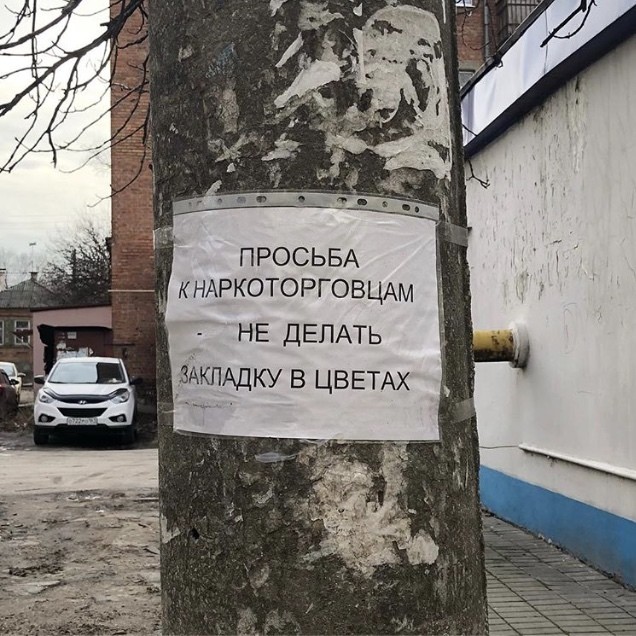 ПРОСЬБА
К НАРКОТОРГОВЦАМ
- НЕ ДЕЛАТЬ
ЗАКЛАДКУ В ЦВЕТАХ